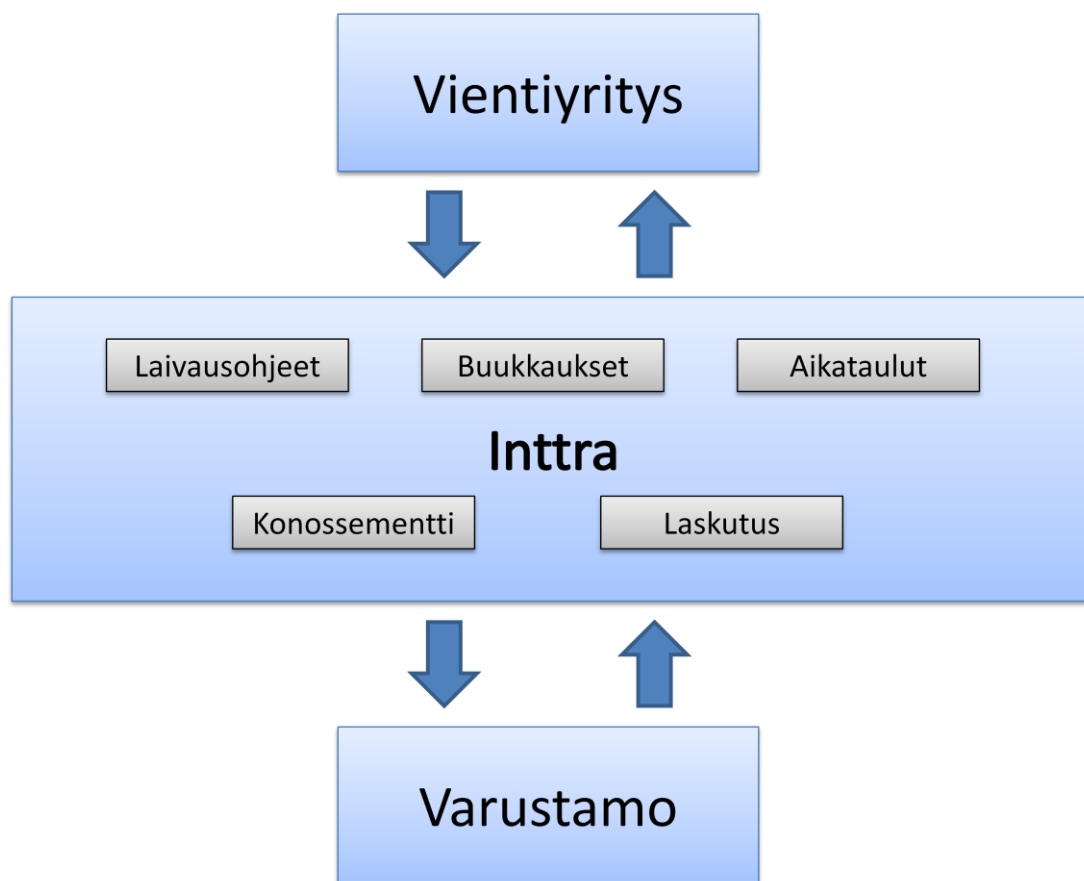 Vientiyritys
Laivausohjeet
Buukkaukset
Aikataulut
Inttra
Konossementti
Laskutus
Varustamo